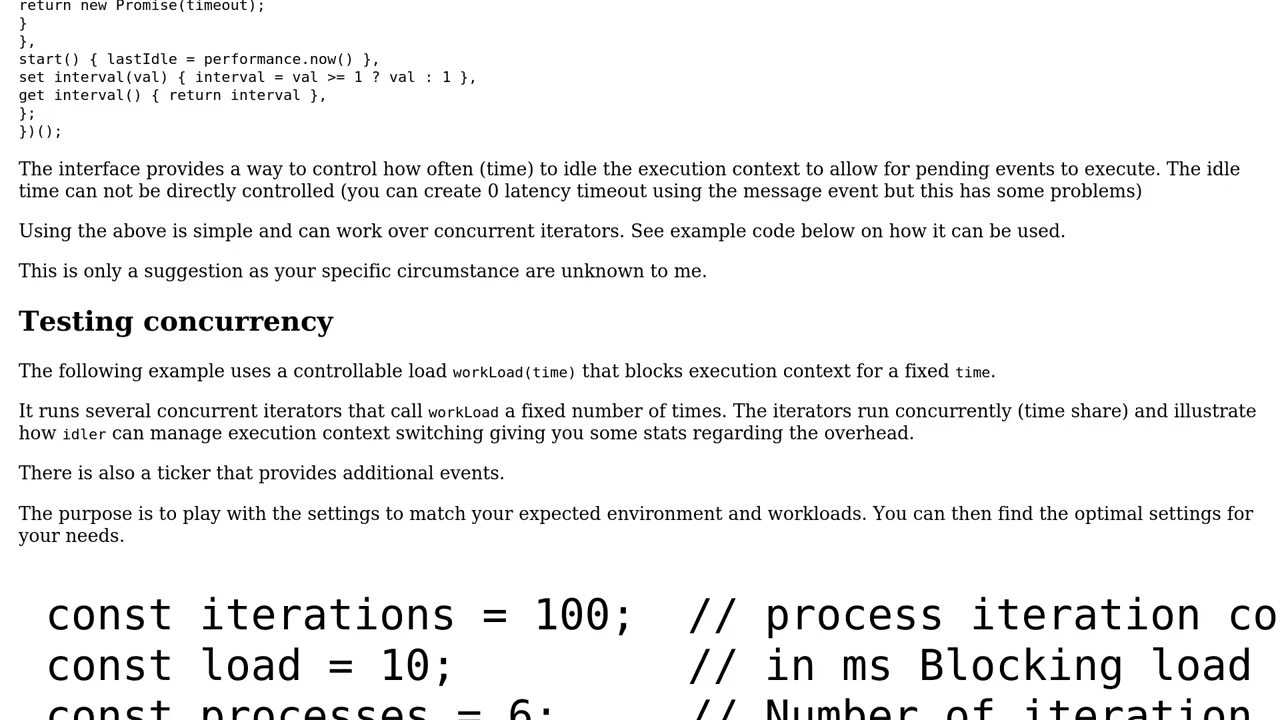 return new Promise(timeout);
}
},
start() { lastIdle = performance.now() },
set interval(val) { interval = val >= 1 ? val : 1 },
get interval() { return interval },
};
})();
The interface provides a way to control how often (time) to idle the execution context to allow for pending events to execute. The idle
time can not be directly controlled (you can create 0 latency timeout using the message event but this has some problems)
Using the above is simple and can work over concurrent iterators. See example code below on how it can be used.
This is only a suggestion as your specific circumstance are unknown to me.
Testing concurrency
The following example uses a controllable load workLoad(time) that blocks execution context for a fixed time.
It runs several concurrent iterators that call workLoad a fixed number of times. The iterators run concurrently (time share) and illustrate
how idler can manage execution context switching giving you some stats regarding the overhead.
There is also a ticker that provides additional events.
The purpose is to play with the settings to match your expected environment and workloads. You can then find the optimal settings for
your needs.
const iterations = 100;  // process iteration co
const load = 10;         // in ms Blocking load
const processes = 6;     // Number of iteration